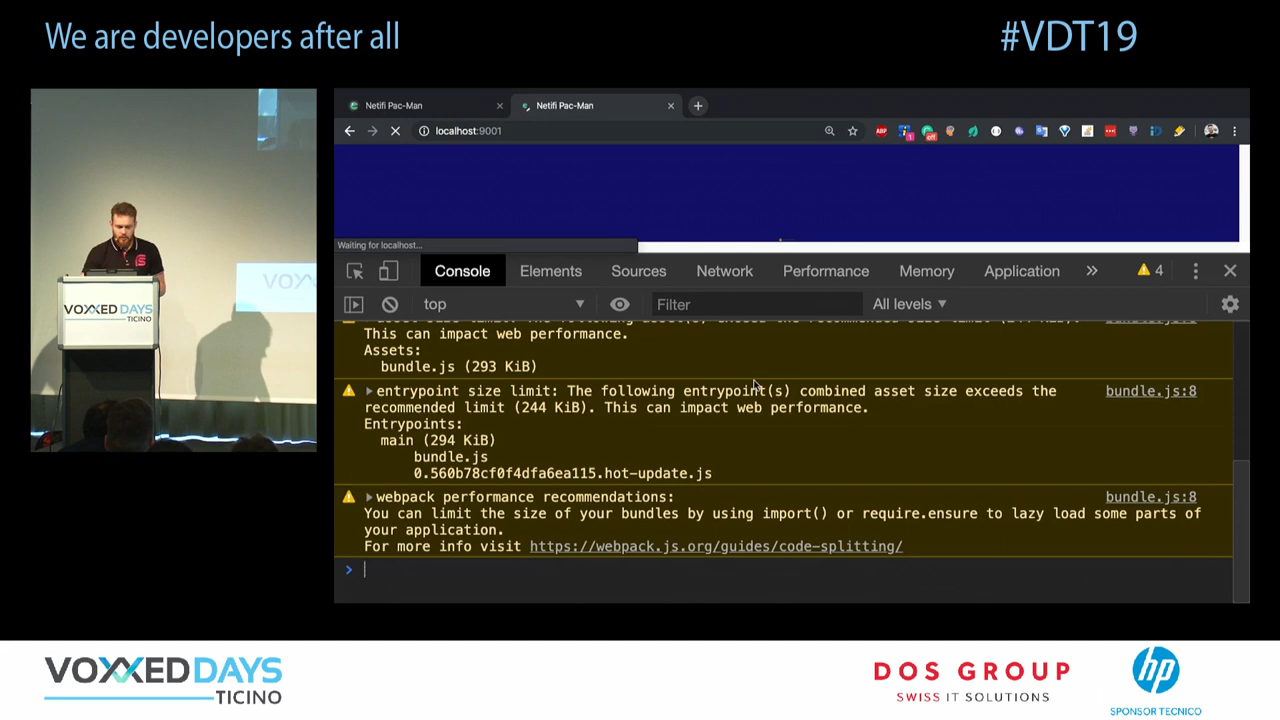 We are developers after all
#VDT19
Netifi Pac-Man
Netifi Pac-Man
localhost:9001
Waiting for localhost...
Console
Elements
Sources
Network
Performance
Memory
Application
4
top
Filter
All levels
This can impact web performance.
Assets:
bundle.js (293 KiB)
entrypoint size limit: The following entrypoint(s) combined asset size exceeds the
bundle.js:8
recommended limit (244 KiB). This can impact web performance.
Entrypoints:
main (294 KiB)
bundle.js
0.560b78cf0f4dfa6ea115.hot-update.js
webpack performance recommendations:
bundle.js:8
You can limit the size of your bundles by using import() or require.ensure to lazy load some parts of
your application.
For more info visit https://webpack.js.org/guides/code-splitting/
VOXXED DAYS
TICINO
VOXXED DAYS
TICINO
DOS GROUP
SWISS IT SOLUTIONS
hp
SPONSOR TECNICO